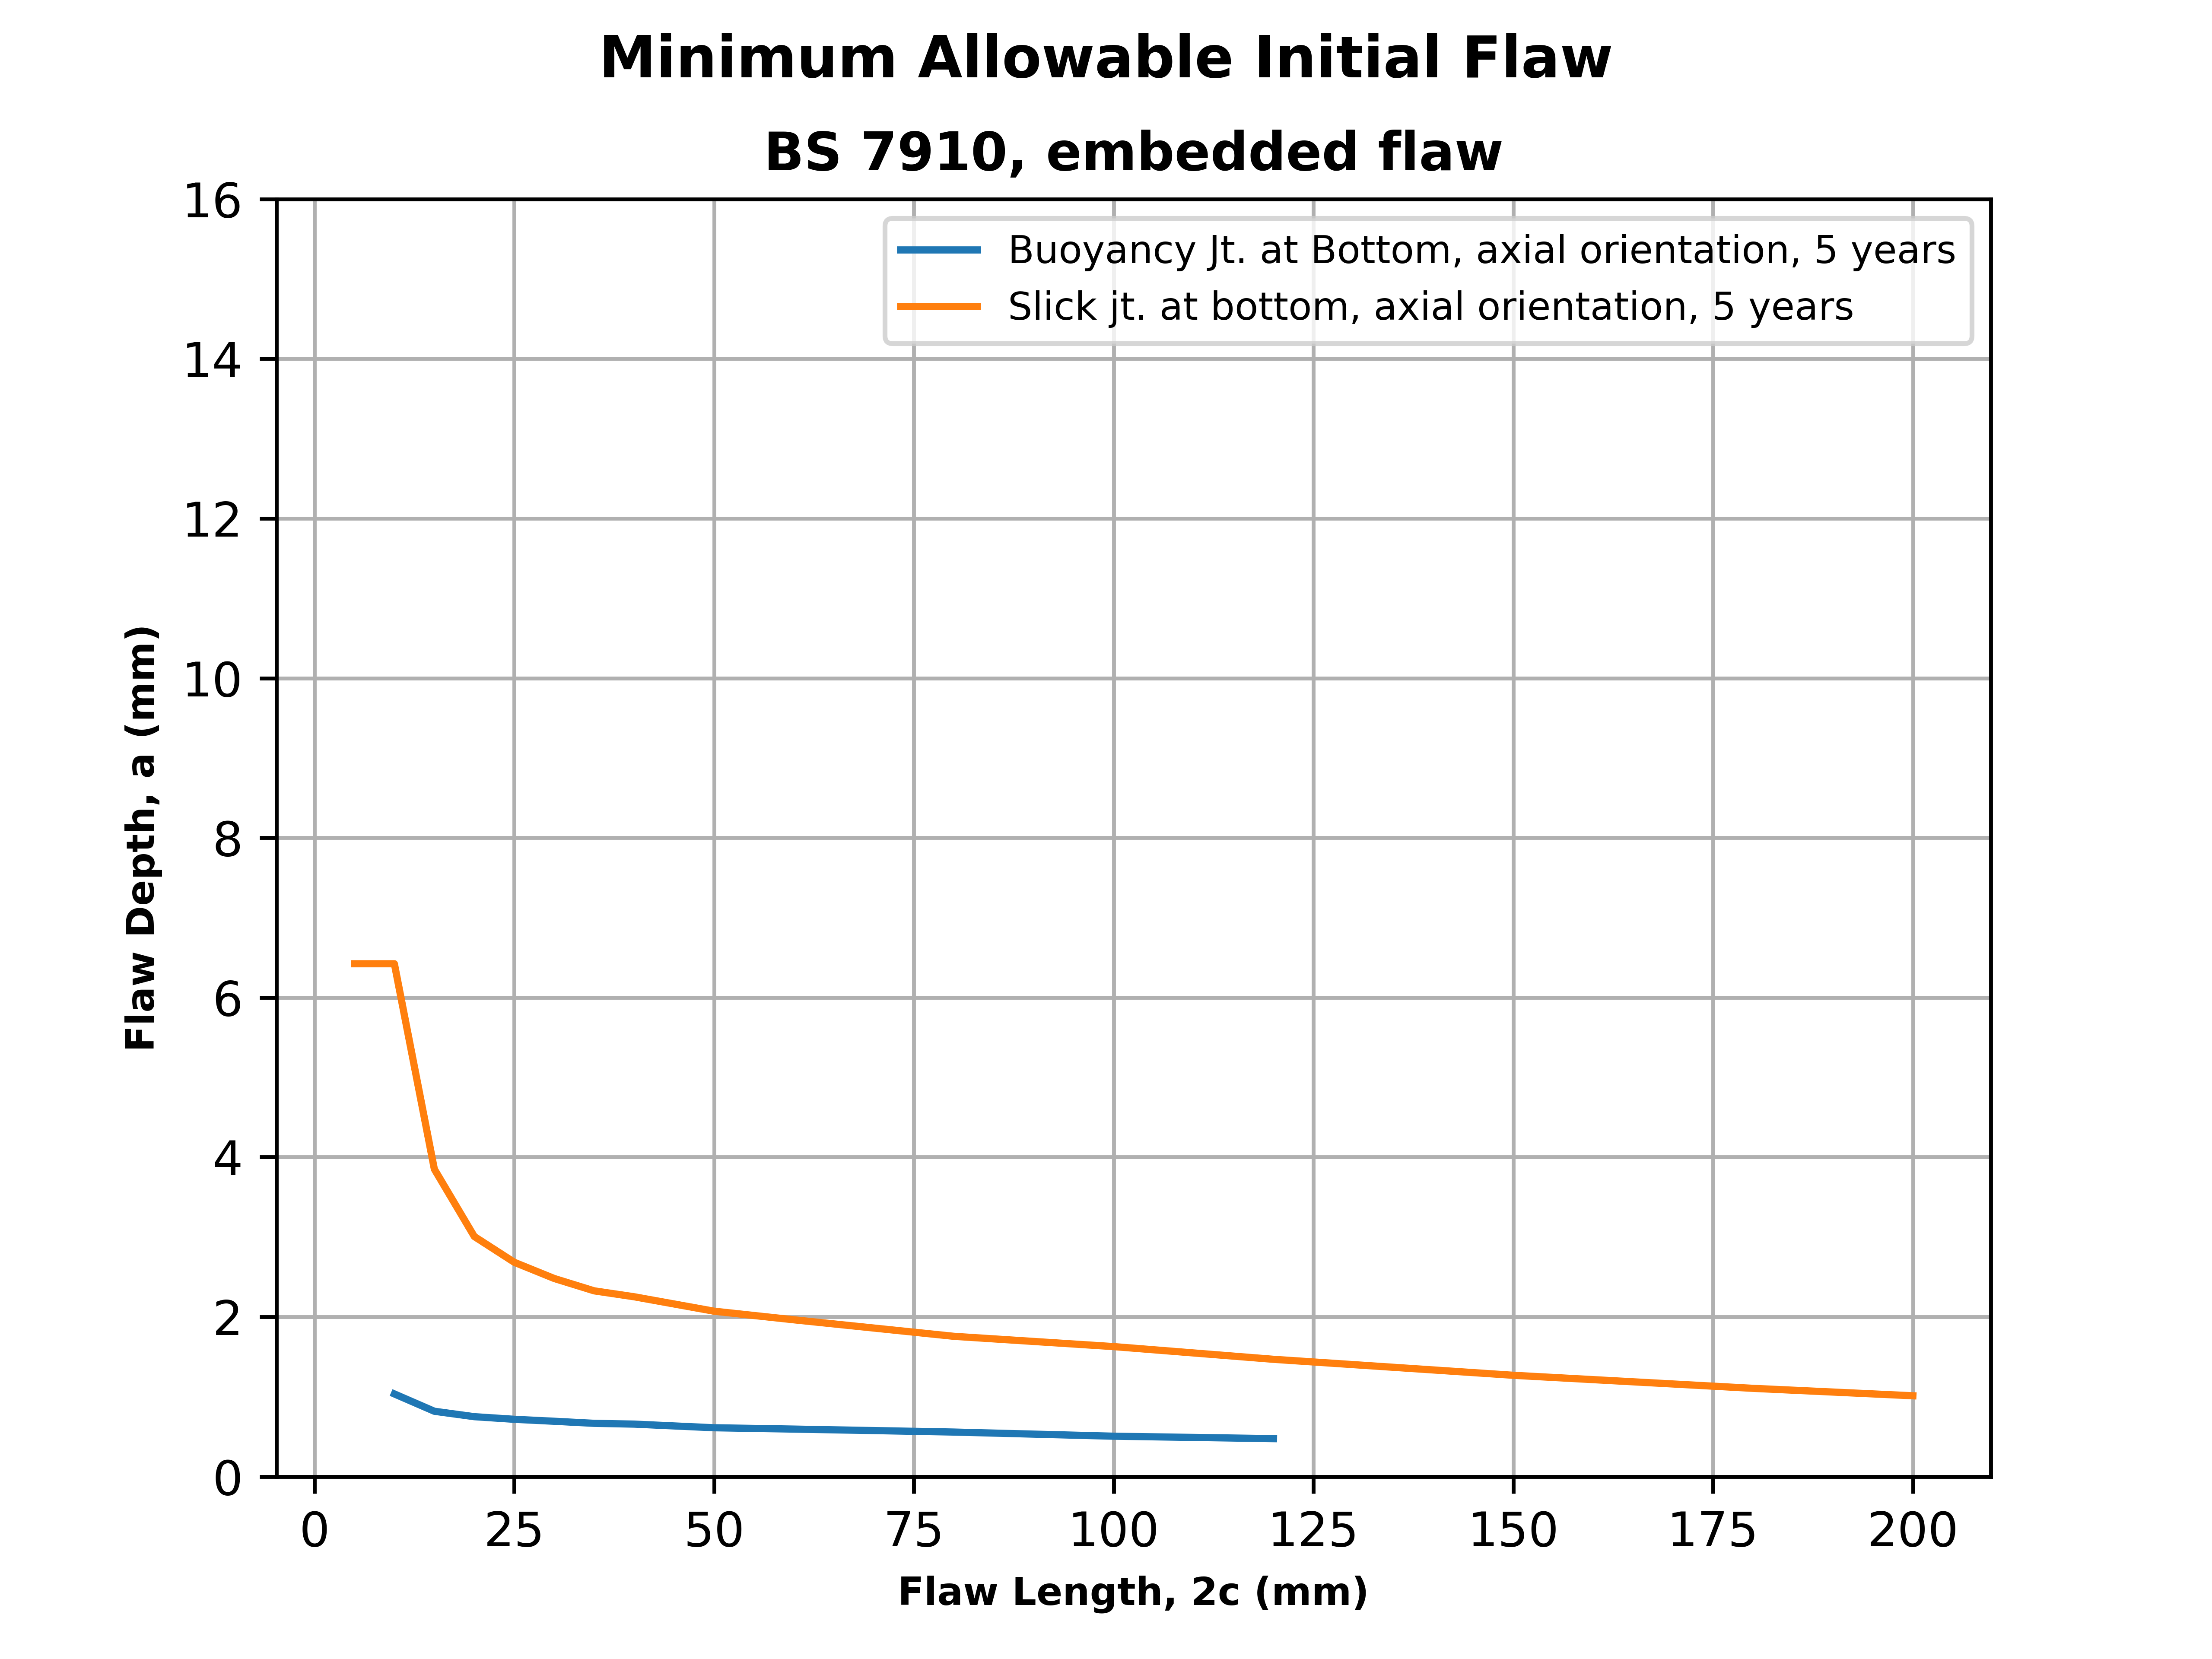 Minimum Allowable Initial Flaw
BS 7910, embedded flaw
Buoyancy Jt. at Bottom, axial orientation, 5 years
Slick jt. at bottom, axial orientation, 5 years
16
14
12
10
8
6
4
2
0
Flaw Depth, a (mm)
0 25 50 75 100 125 150 175 200
Flaw Length, 2c (mm)